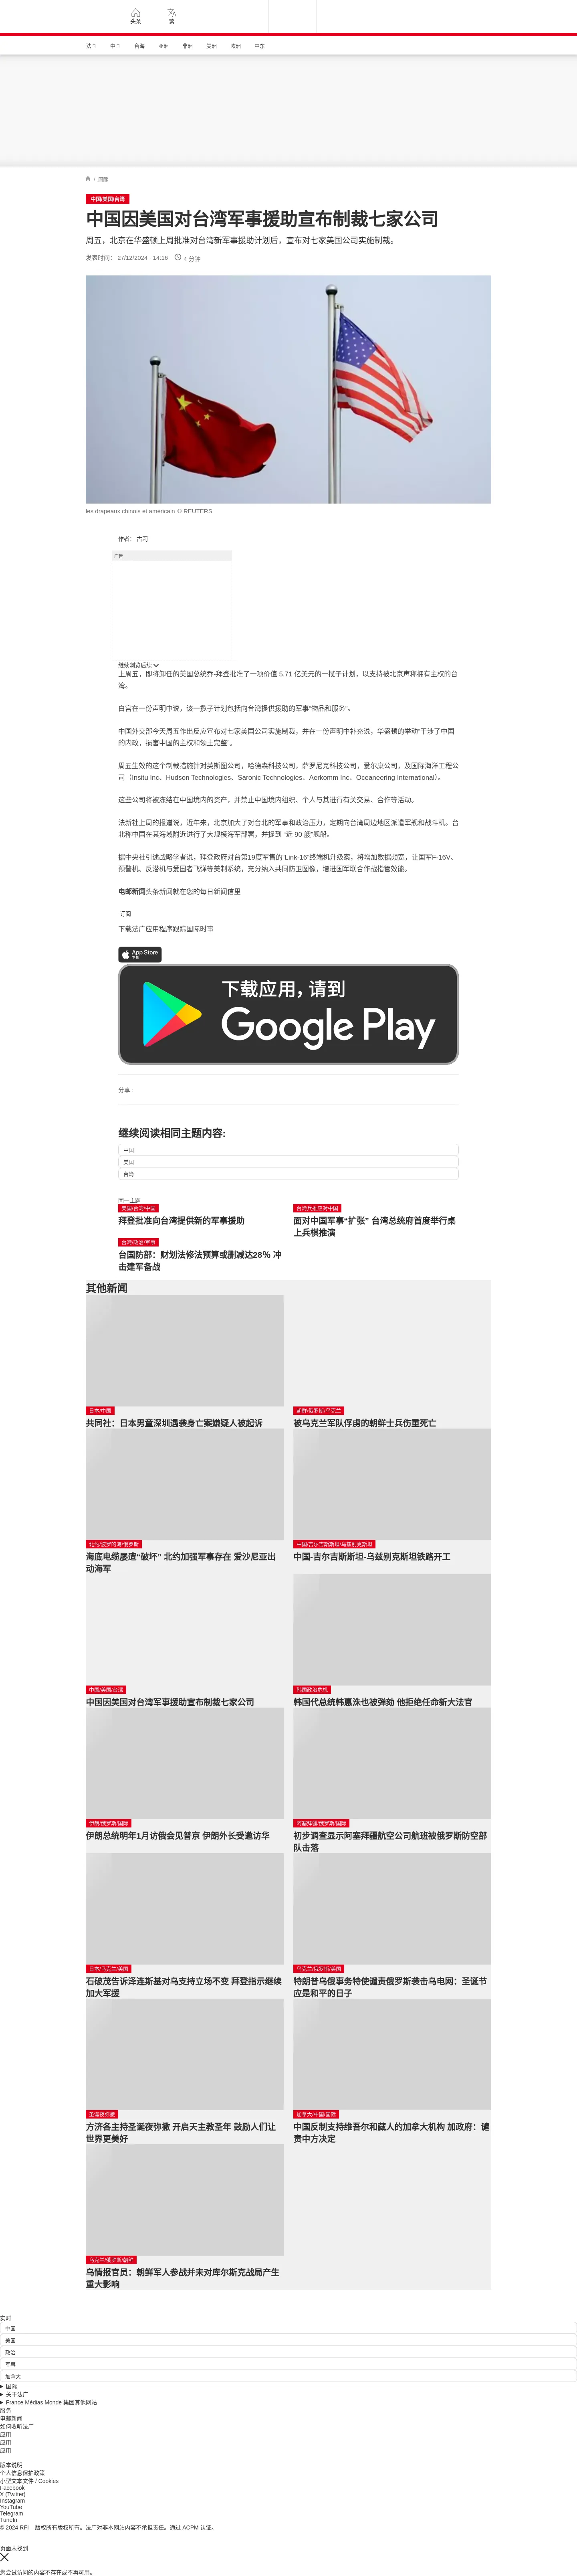 头条
繁
法国
中国
台海
亚洲
非洲
美洲
欧洲
中东
/ 国际
中国/美国/台湾
中国因美国对台湾军事援助宣布制裁七家公司
周五，北京在华盛顿上周批准对台湾新军事援助计划后，宣布对七家美国公司实施制裁。
发表时间： 27/12/2024 - 14:16
4 分钟
les drapeaux chinois et américain © REUTERS
作者： 古莉
广告
继续浏览后续
上周五，即将卸任的美国总统乔-拜登批准了一项价值 5.71 亿美元的一揽子计划，以支持被北京声称拥有主权的台
湾。
白宫在一份声明中说，该一揽子计划包括向台湾提供援助的军事“物品和服务”。
中国外交部今天周五作出反应宣布对七家美国公司实施制裁，并在一份声明中补充说，华盛顿的举动“干涉了中国
的内政，损害中国的主权和领土完整”。
周五生效的这个制裁措施针对英斯图公司，哈德森科技公司，萨罗尼克科技公司，爱尔康公司，及国际海洋工程公
司（Insitu Inc、Hudson Technologies、Saronic Technologies、Aerkomm Inc、Oceaneering International）。
这些公司将被冻结在中国境内的资产，并禁止中国境内组织、个人与其进行有关交易、合作等活动。
法新社上周的报道说，近年来，北京加大了对台北的军事和政治压力，定期向台湾周边地区派遣军舰和战斗机。台
北称中国在其海域附近进行了大规模海军部署，并提到 “近 90 艘”舰船。
据中央社引述战略学者说，拜登政府对台第19度军售的“Link-16”终端机升级案，将增加数据频宽，让国军F-16V、
预警机、反潜机与爱国者飞弹等美制系统，充分纳入共同防卫图像，增进国军联合作战指管效能。
电邮新闻头条新闻就在您的每日新闻信里
订阅
下载法广应用程序跟踪国际时事
App Store
下载
下载应用，请到
Google Play
分享 :
继续阅读相同主题内容:
中国
美国
台湾
同一主题
美国/台湾/中国
拜登批准向台湾提供新的军事援助
台湾兵推应对中国
面对中国军事“扩张” 台湾总统府首度举行桌
上兵棋推演
台湾/政治/军事
台国防部：财划法修法预算或删减达28% 冲
击建军备战
其他新闻
日本/中国
共同社：日本男童深圳遇袭身亡案嫌疑人被起诉
朝鲜/俄罗斯/乌克兰
被乌克兰军队俘虏的朝鲜士兵伤重死亡
北约/波罗的海/俄罗斯
海底电缆屡遭“破坏” 北约加强军事存在 爱沙尼亚出
动海军
中国/吉尔吉斯斯坦/乌兹别克斯坦
中国-吉尔吉斯斯坦-乌兹别克斯坦铁路开工
中国/美国/台湾
中国因美国对台湾军事援助宣布制裁七家公司
韩国政治危机
韩国代总统韩悳洙也被弹劾 他拒绝任命新大法官
伊朗/俄罗斯/国际
伊朗总统明年1月访俄会见普京 伊朗外长受邀访华
阿塞拜疆/俄罗斯/国际
初步调查显示阿塞拜疆航空公司航班被俄罗斯防空部
队击落
日本/乌克兰/美国
石破茂告诉泽连斯基对乌支持立场不变 拜登指示继续
加大军援
乌克兰/俄罗斯/美国
特朗普乌俄事务特使谴责俄罗斯袭击乌电网：圣诞节
应是和平的日子
圣诞夜弥撒
方济各主持圣诞夜弥撒 开启天主教圣年 鼓励人们让
世界更美好
加拿大/中国/国际
中国反制支持维吾尔和藏人的加拿大机构 加政府：谴
责中方决定
乌克兰/俄罗斯/朝鲜
乌情报官员：朝鲜军人参战并未对库尔斯克战局产生
重大影响
实时
中国
美国
政治
军事
加拿大
国际
关于法广
France Médias Monde 集团其他网站
服务
电邮新闻
如何收听法广
应用
应用
应用
版本说明
个人信息保护政策
小型文本文件 / Cookies
Facebook
X (Twitter)
Instagram
YouTube
Telegram
TuneIn
© 2024 RFI – 版权所有版权所有。法广对非本网站内容不承担责任。通过 ACPM 认证。
页面未找到
您尝试访问的内容不存在或不再可用。